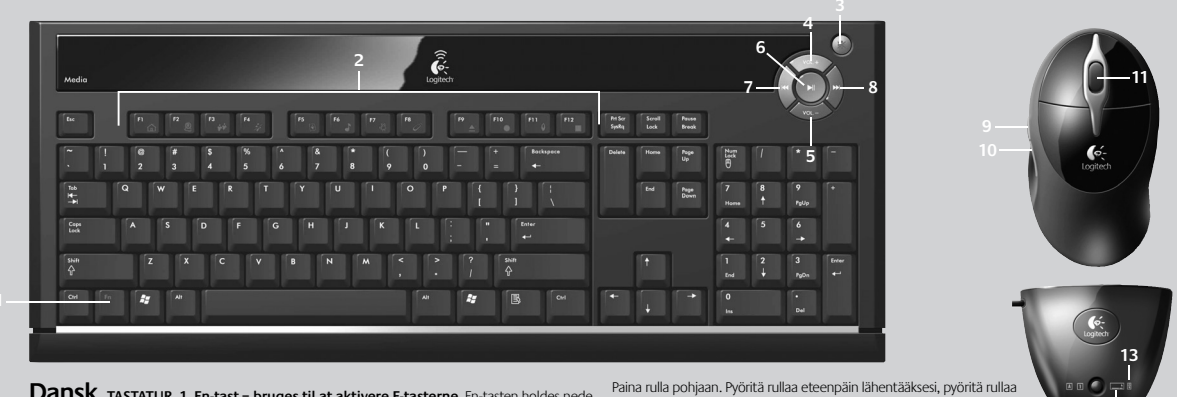 3
4
2
6
7
8
11
Media
Logitech
VOL +
VOL −
5
9
10
Logitech
Esc
F1 F2 F3 F4 F5 F6 F7 F8 F9 F10 F11 F12
Prt Scr SysRq
Scroll Lock
Pause Break
~ ! 1 @ 2 # 3 $ 4 % 5 ^ 6 & 7 * 8 ( 9 ) 0 — - + = Backspace
Delete Home Page Up
Num Lock / * −
Tab Q W E R T Y U I O P { [ } ] ¦ \
End Page Down
7 Home 8 9 PgUp +
Caps Lock A S D F G H J K L : ; " ' Enter
4 5 6
Shift Z X C V B N M < , > . ? / Shift
1 End 2 3 PgDn Enter
Ctrl Fn Alt Alt Ctrl
0 Ins . Del
Logitech
13
A 1
Dansk TASTATUR. 1. Fn-tast – bruges til at aktivere F-tasterne. Fn-tasten holdes nede
Paina rulla pohjaan. Pyöritä rullaa eteenpäin lähentääksesi, pyöritä rullaa